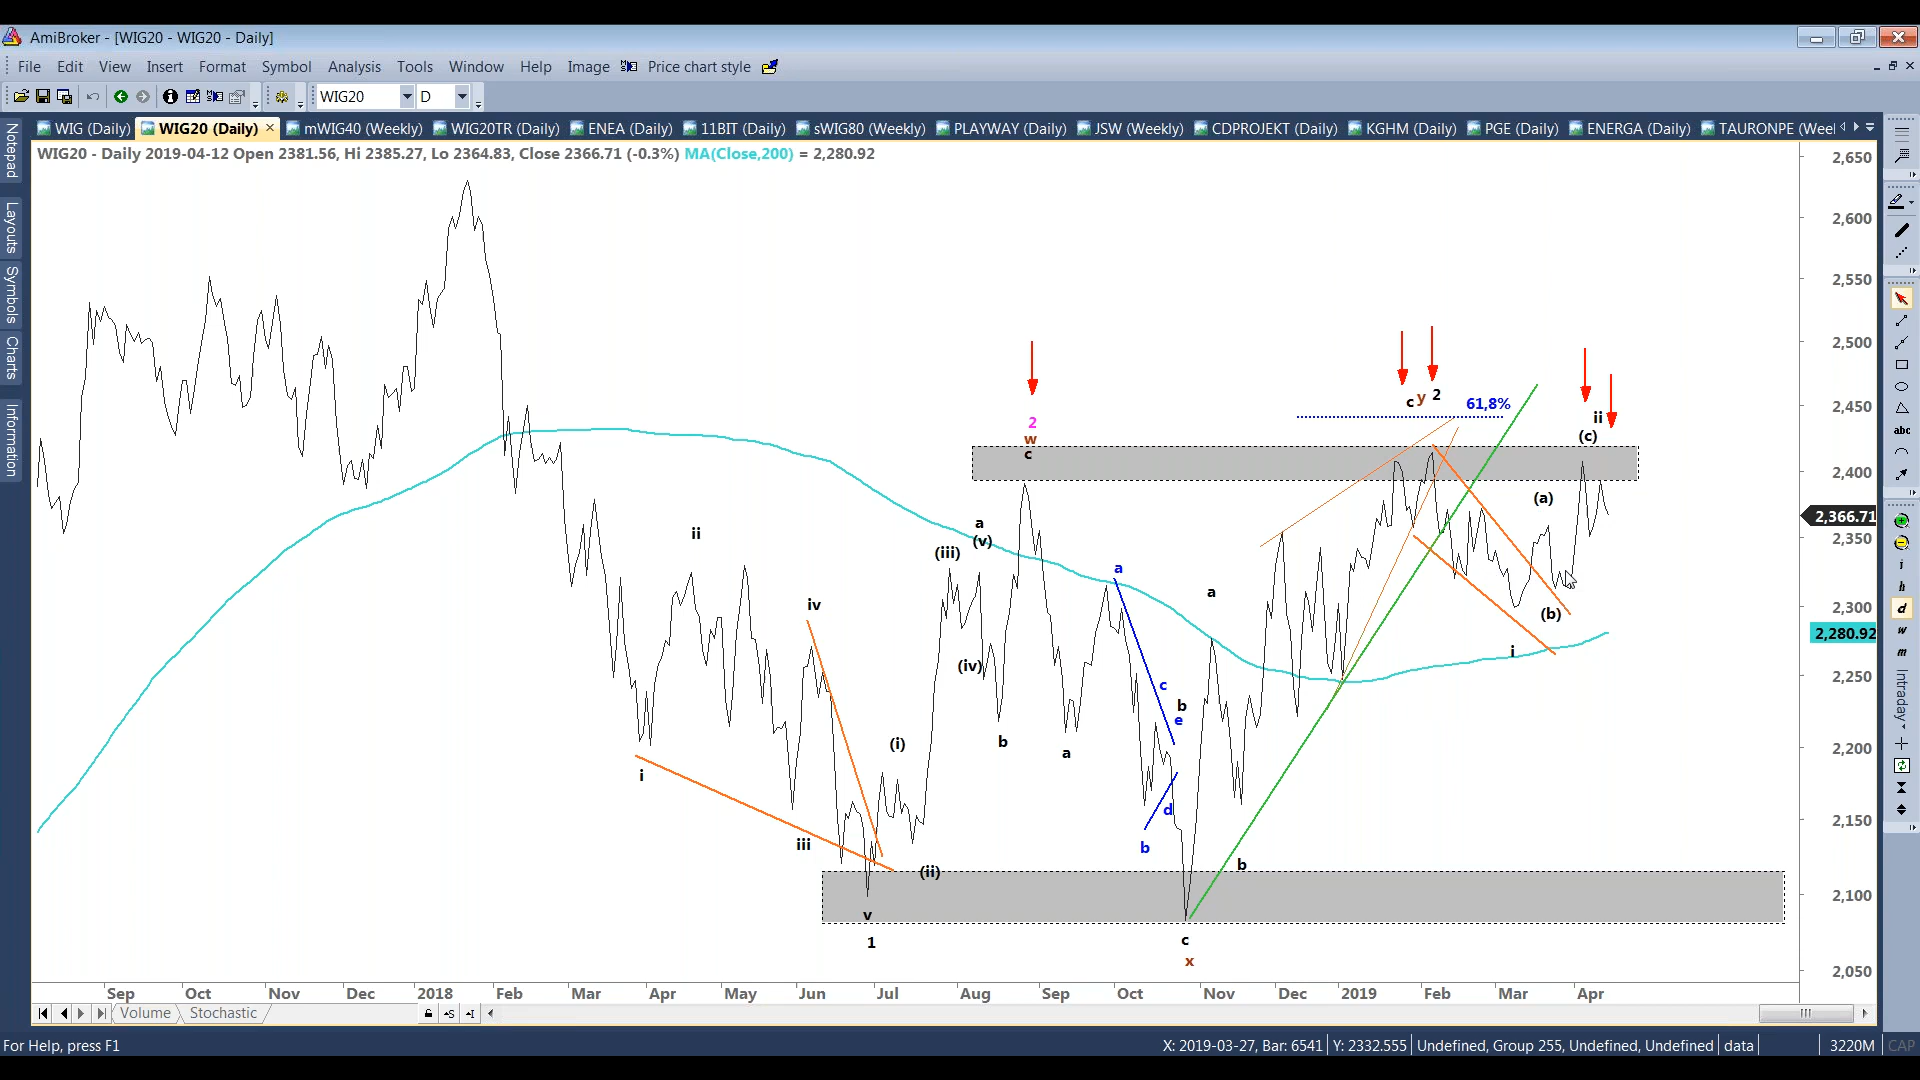 AmiBroker - [WIG20 - WIG20 - Daily]
File Edit View Insert Format Symbol Analysis Tools Window Help Image Price chart style
WIG20 D
WIG (Daily) WIG20 (Daily) mWIG40 (Weekly) WIG20TR (Daily) ENEA (Daily) 11BIT (Daily) sWIG80 (Weekly) PLAYWAY (Daily) JSW (Weekly) CDPROJEKT (Daily) KGHM (Daily) PGE (Daily) ENERGA (Daily) TAURONPE (Weel
WIG20 - Daily 2019-04-12 Open 2381.56, Hi 2385.27, Lo 2364.83, Close 2366.71 (-0.3%) MA(Close,200) = 2,280.92
Notepad
Layouts
Symbols
Charts
Information
2,650
2,600
2,550
2,500
2,450
2,400
2,366.71
2,350
2,300
2,280.92
2,250
2,200
2,150
2,100
2,050
c y 2
61,8%
ii
(c)
2
w
c
(a)
ii
a
(v)
(iii)
a
a
iv
(b)
i
(iv)
c
b
e
b
a
(i)
i
d
iii
b
b
(ii)
v
1
c
x
abc
i
h
d
w
m
Intraday
Sep Oct Nov Dec 2018 Feb Mar Apr May Jun Jul Aug Sep Oct Nov Dec 2019 Feb Mar Apr
Volume Stochastic
For Help, press F1
X: 2019-03-27, Bar: 6541 Y: 2332.555 Undefined, Group 255, Undefined, Undefined data 3220M CAP